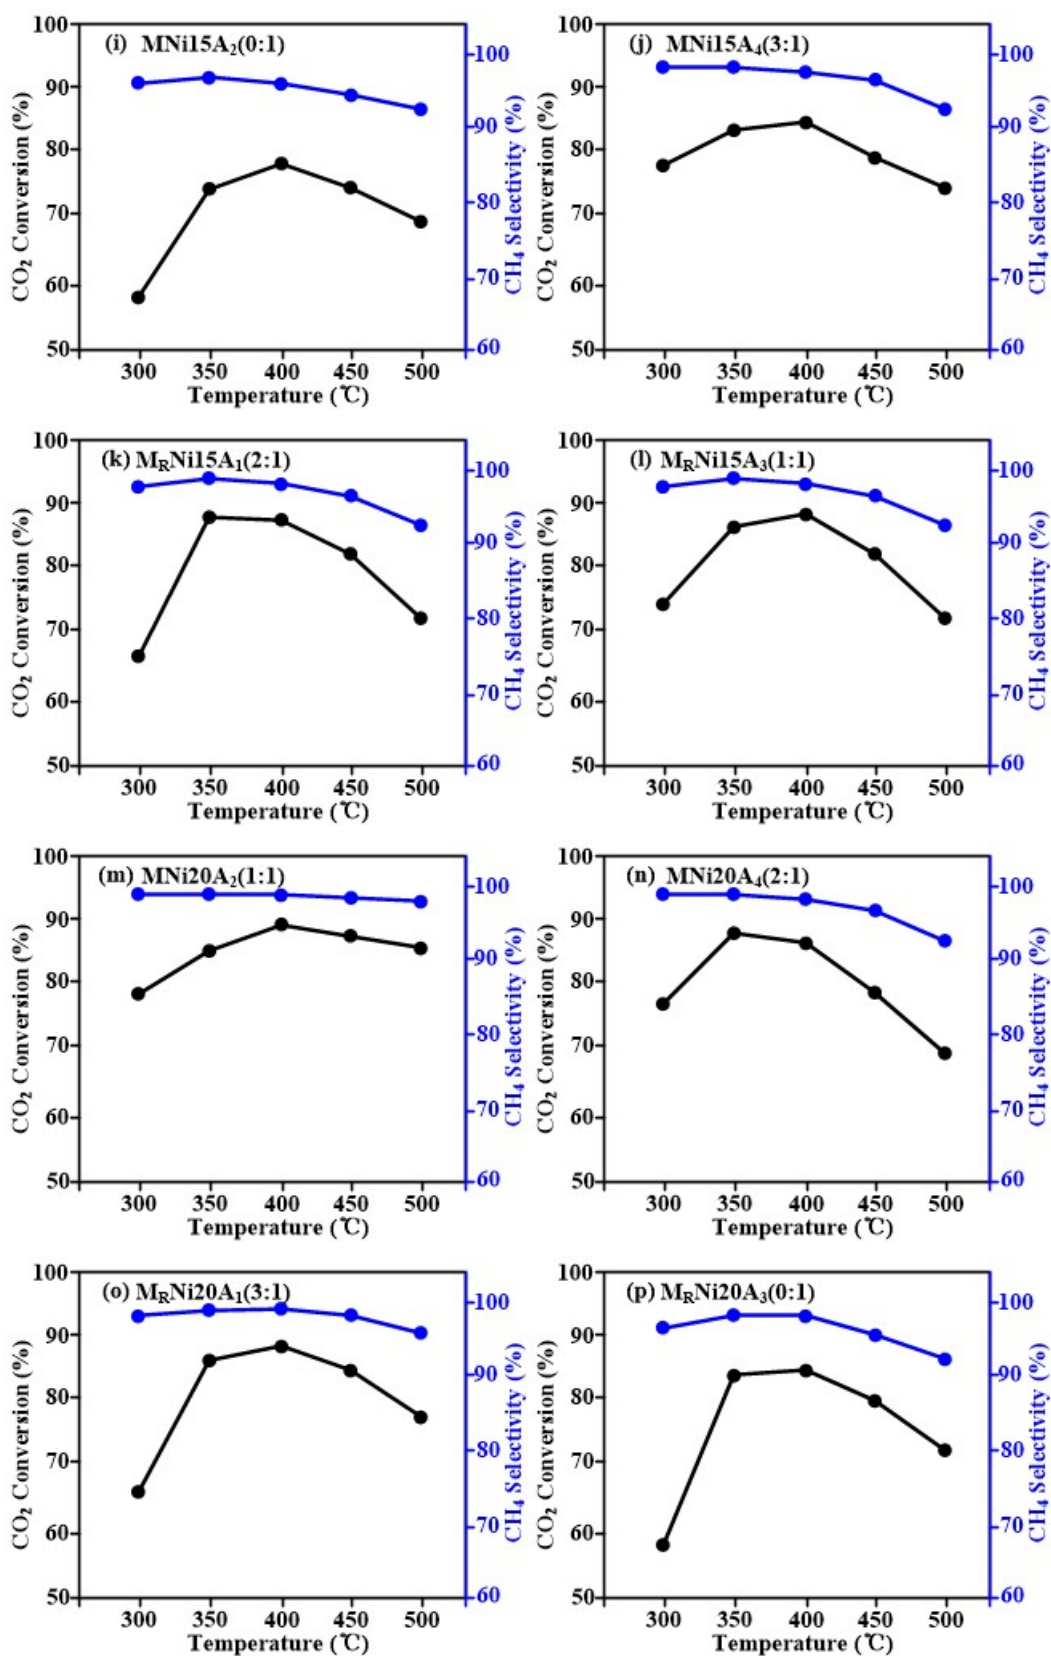 (i) MNi15A₂(0:1)
CO₂ Conversion (%)
100
90
80
70
60
50
100
90
80
70
60
CH₄ Selectivity (%)
300 350 400 450 500
Temperature (℃)
(j) MNi15A₄(3:1)
CO₂ Conversion (%)
100
90
80
70
60
50
100
90
80
70
60
CH₄ Selectivity (%)
300 350 400 450 500
Temperature (℃)
(k) MRNi15A₁(2:1)
CO₂ Conversion (%)
100
90
80
70
60
50
100
90
80
70
60
CH₄ Selectivity (%)
300 350 400 450 500
Temperature (℃)
(l) MRNi15A₃(1:1)
CO₂ Conversion (%)
100
90
80
70
60
50
100
90
80
70
60
CH₄ Selectivity (%)
300 350 400 450 500
Temperature (℃)
(m) MNi20A₂(1:1)
CO₂ Conversion (%)
100
90
80
70
60
50
100
90
80
70
60
CH₄ Selectivity (%)
300 350 400 450 500
Temperature (℃)
(n) MNi20A₄(2:1)
CO₂ Conversion (%)
100
90
80
70
60
50
100
90
80
70
60
CH₄ Selectivity (%)
300 350 400 450 500
Temperature (℃)
(o) MRNi20A₁(3:1)
CO₂ Conversion (%)
100
90
80
70
60
50
100
90
80
70
60
CH₄ Selectivity (%)
300 350 400 450 500
Temperature (℃)
(p) MRNi20A₃(0:1)
CO₂ Conversion (%)
100
90
80
70
60
50
100
90
80
70
60
CH₄ Selectivity (%)
300 350 400 450 500
Temperature (℃)